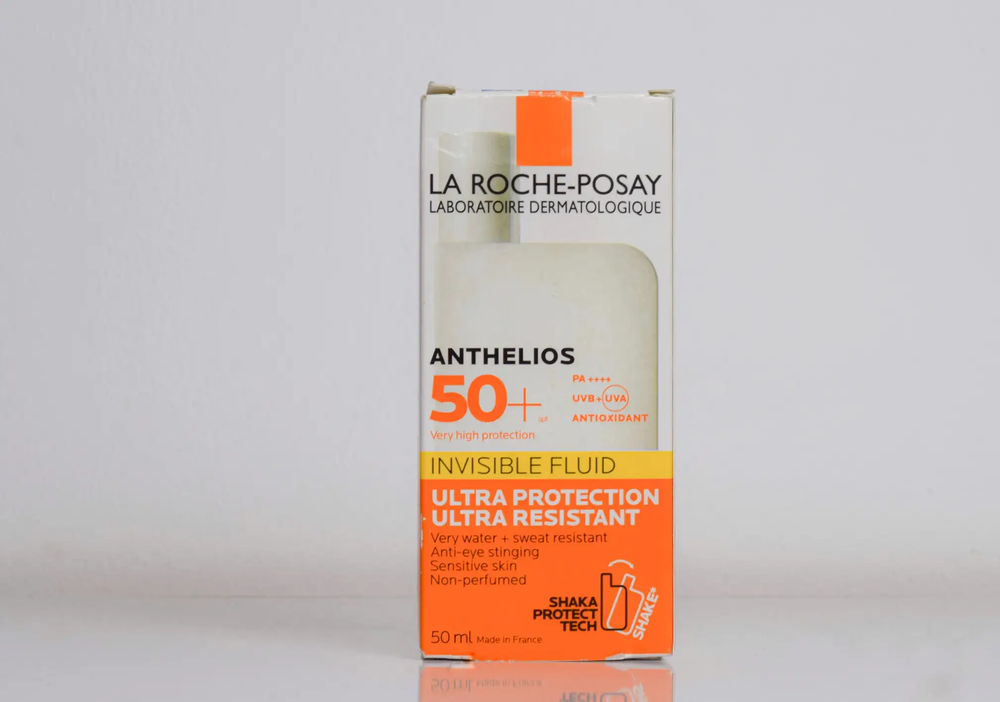 LA ROCHE-POSAY
LABORATOIRE DERMATOLOGIQUE
ANTHELIOS
50+
PA ++++
UVB+UVA
ANTIOXIDANT
Very high protection
INVISIBLE FLUID
ULTRA PROTECTION
ULTRA RESISTANT
Very water + sweat resistant
Anti-eye stinging
Sensitive skin
Non-perfumed
SHAKA
PROTECT
TECH
SHAKE*
50 ml Made in France